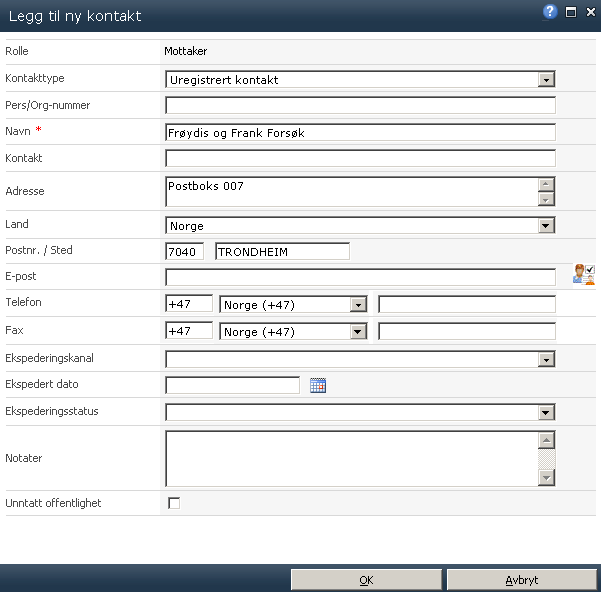 Legg til ny kontakt
Rolle Mottaker
Kontakttype Uregistrert kontakt
Pers/Org-nummer
Navn * Frøydis og Frank Forsøk
Kontakt
Adresse Postboks 007
Land Norge
Postnr. / Sted 7040 TRONDHEIM
E-post
Telefon +47 Norge (+47)
Fax +47 Norge (+47)
Ekspederingskanal
Ekspedert dato
Ekspederingsstatus
Notater
Unntatt offentlighet
OK Avbryt